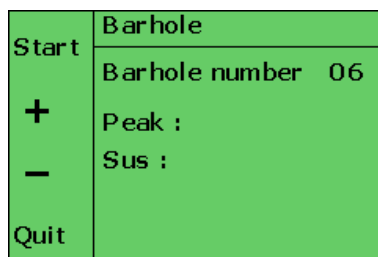 Barhole
Start
Barhole number 06
+
Peak :
Sus :
−
Quit